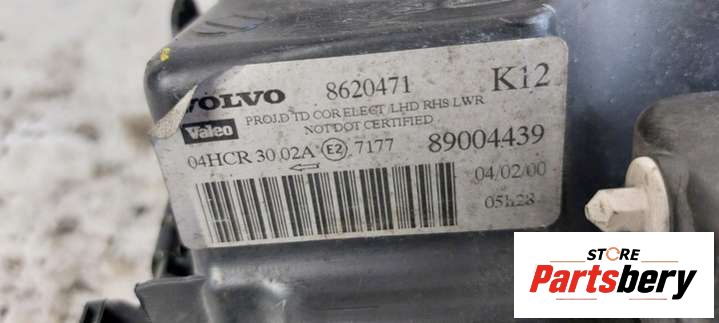 VOLVO 8620471 K12
Valeo PROJ.D TD COR ELECT /LHD RHS LWR
NOT DOT CERTIFIED
04HCR 30 02A E2 7177 89004439
04/02/00
05h28
STORE
Partsbery